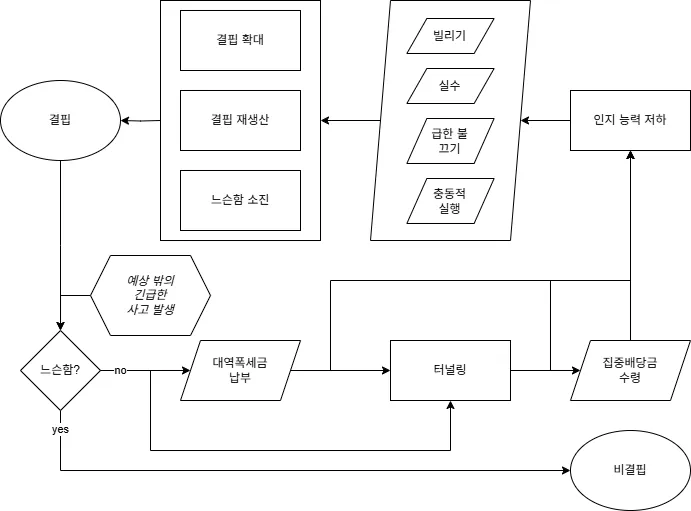 결핍 확대
빌리기
실수
결핍
결핍 재생산
급한 불
끄기
인지 능력 저하
느슨함 소진
충동적
실행
예상 밖의
긴급한
사고 발생
느슨함?
no
대역폭세금
납부
터널링
집중배당금
수령
yes
비결핍